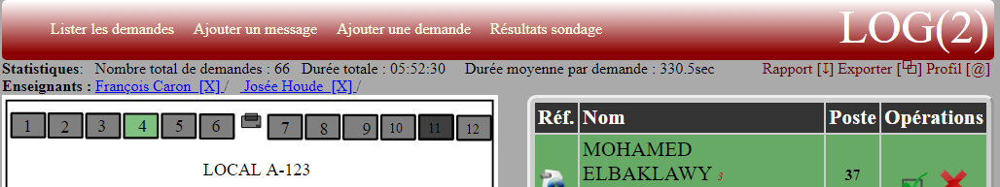 Lister les demandes Ajouter un message Ajouter une demande Résultats sondage LOG(2)
Statistiques: Nombre total de demandes : 66 Durée totale : 05:52:30 Durée moyenne par demande : 330.5sec Rapport [↓] Exporter [] Profil [@]
Enseignants : François Caron [X] / Josée Houde [X] /
1 2 3 4 5 6 7 8 9 10 11 12
LOCAL A-123
Réf. Nom Poste Opérations
MOHAMED
ELBAKLAWY 3 37